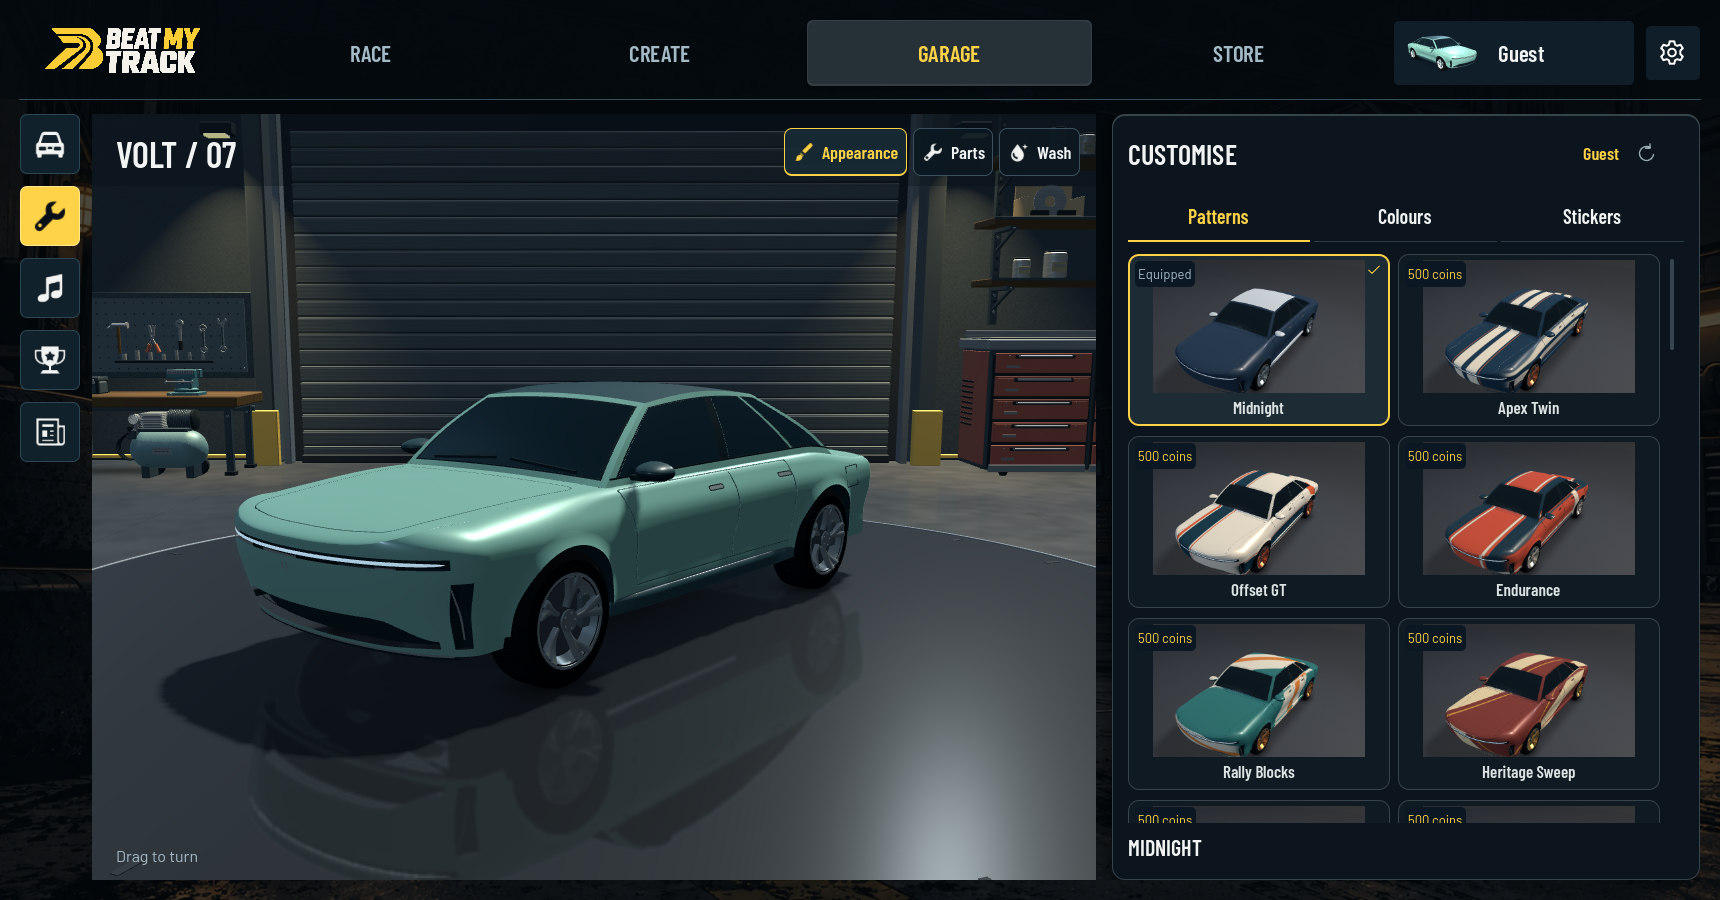 BEAT MY
TRACK
RACE
CREATE
GARAGE
STORE
Guest
VOLT / 07
Appearance
Parts
Wash
CUSTOMISE
Guest
Patterns
Colours
Stickers
Equipped
500 coins
Midnight
Apex Twin
500 coins
500 coins
Offset GT
Endurance
500 coins
500 coins
Rally Blocks
Heritage Sweep
500 coins
500 coins
MIDNIGHT
Drag to turn